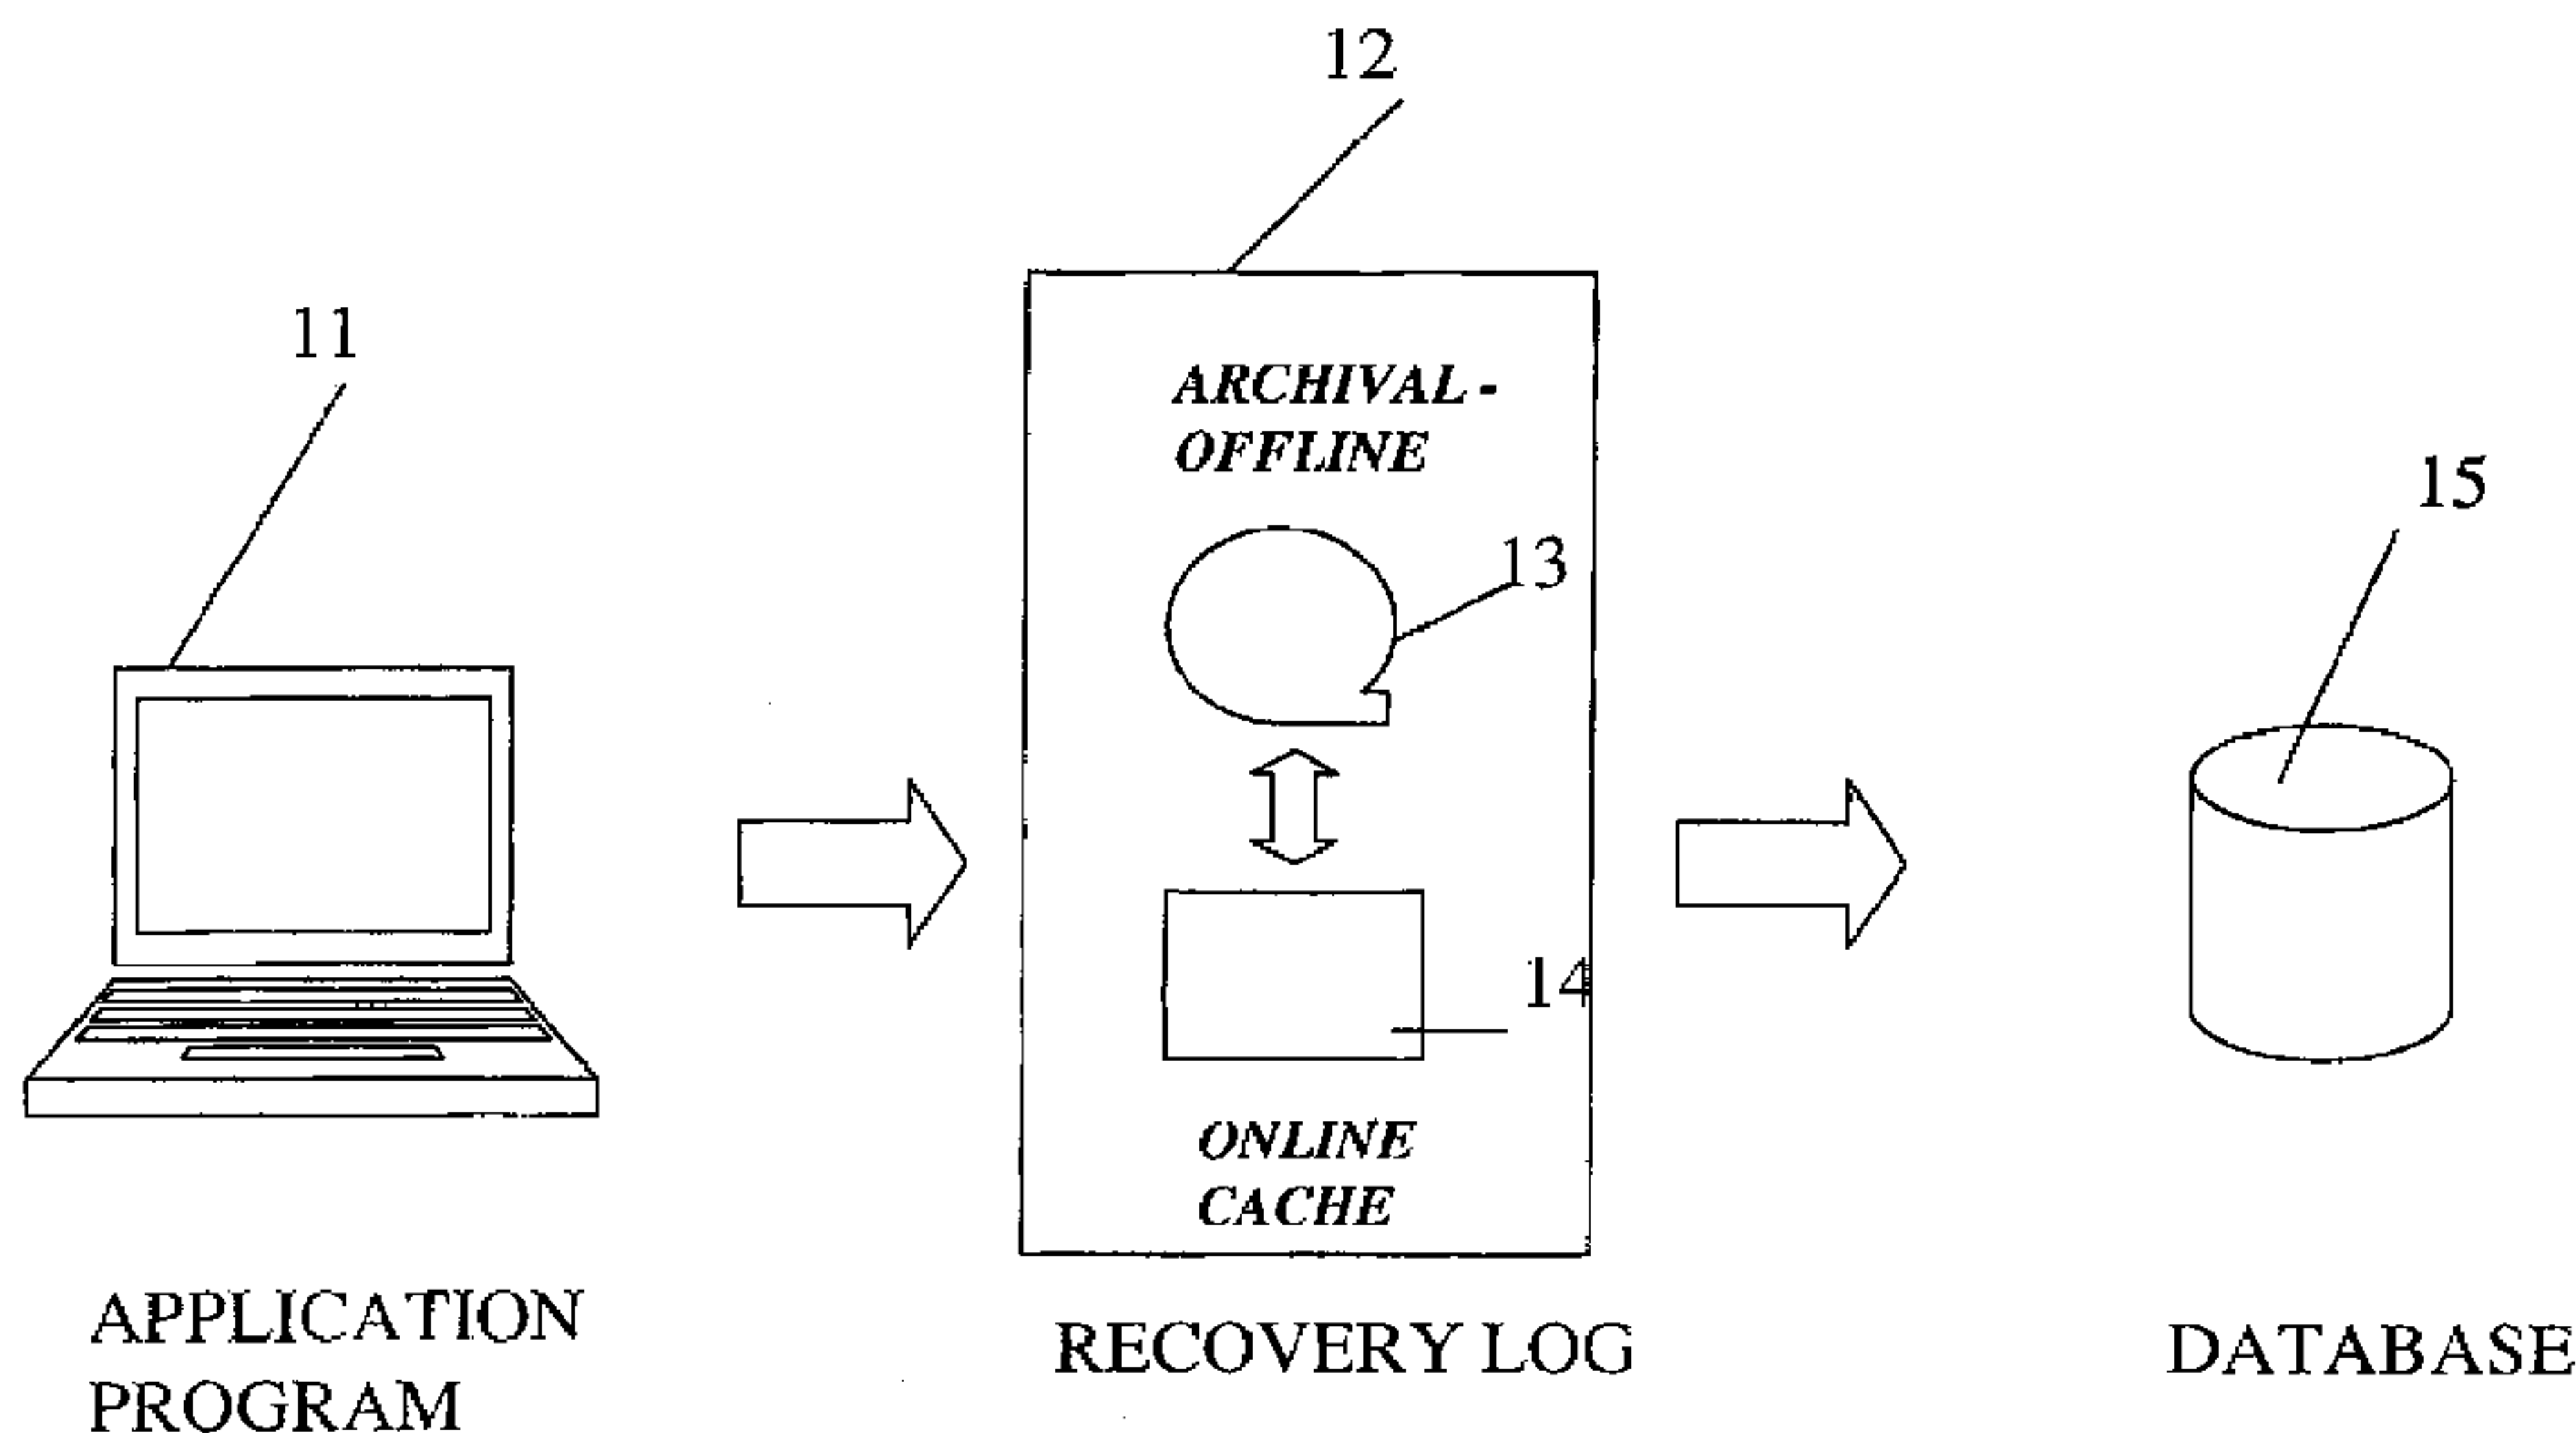 12
11
ARCHIVAL -
OFFLINE
15
13
14
ONLINE
CACHE
APPLICATION
PROGRAM
RECOVERY LOG
DATABASE